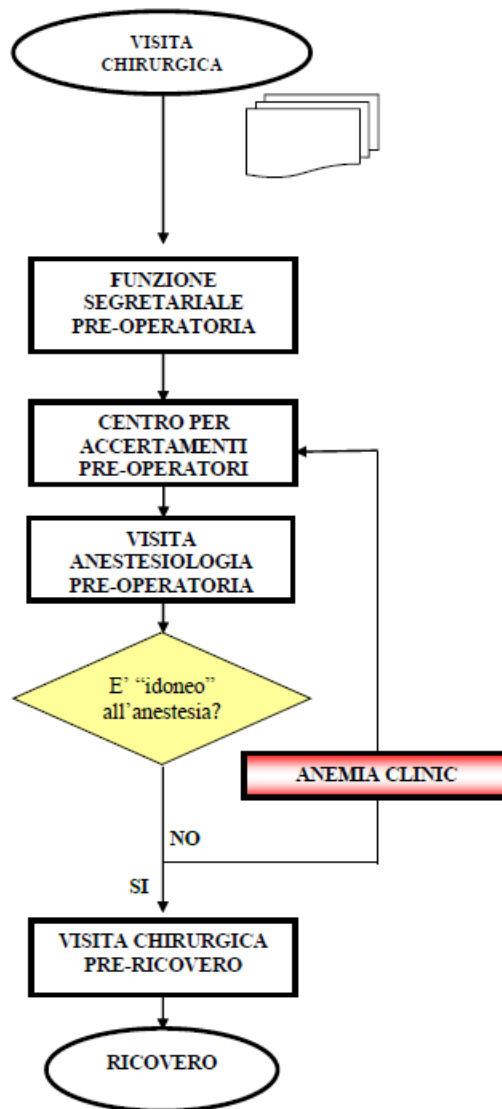 VISITA
CHIRURGICA
FUNZIONE
SEGRETARIALE
PRE-OPERATORIA
CENTRO PER
ACCERTAMENTI
PRE-OPERATORI
VISITA
ANESTESIOLOGIA
PRE-OPERATORIA
E' “idoneo”
all'anestesia?
ANEMIA CLINIC
NO
SI
VISITA CHIRURGICA
PRE-RICOVERO
RICOVERO